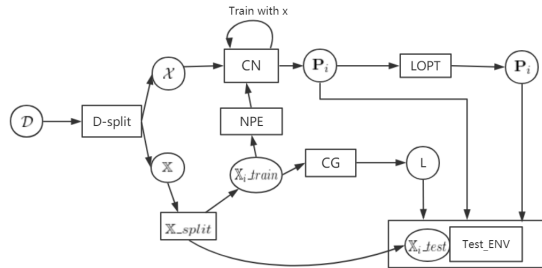 Train with x
𝒳
CN
𝐏ᵢ
LOPT
𝐏ᵢ
𝒟
D-split
NPE
𝕏
𝕏ᵢ_train
CG
L
𝕏_split
𝕏ᵢ_test
Test_ENV